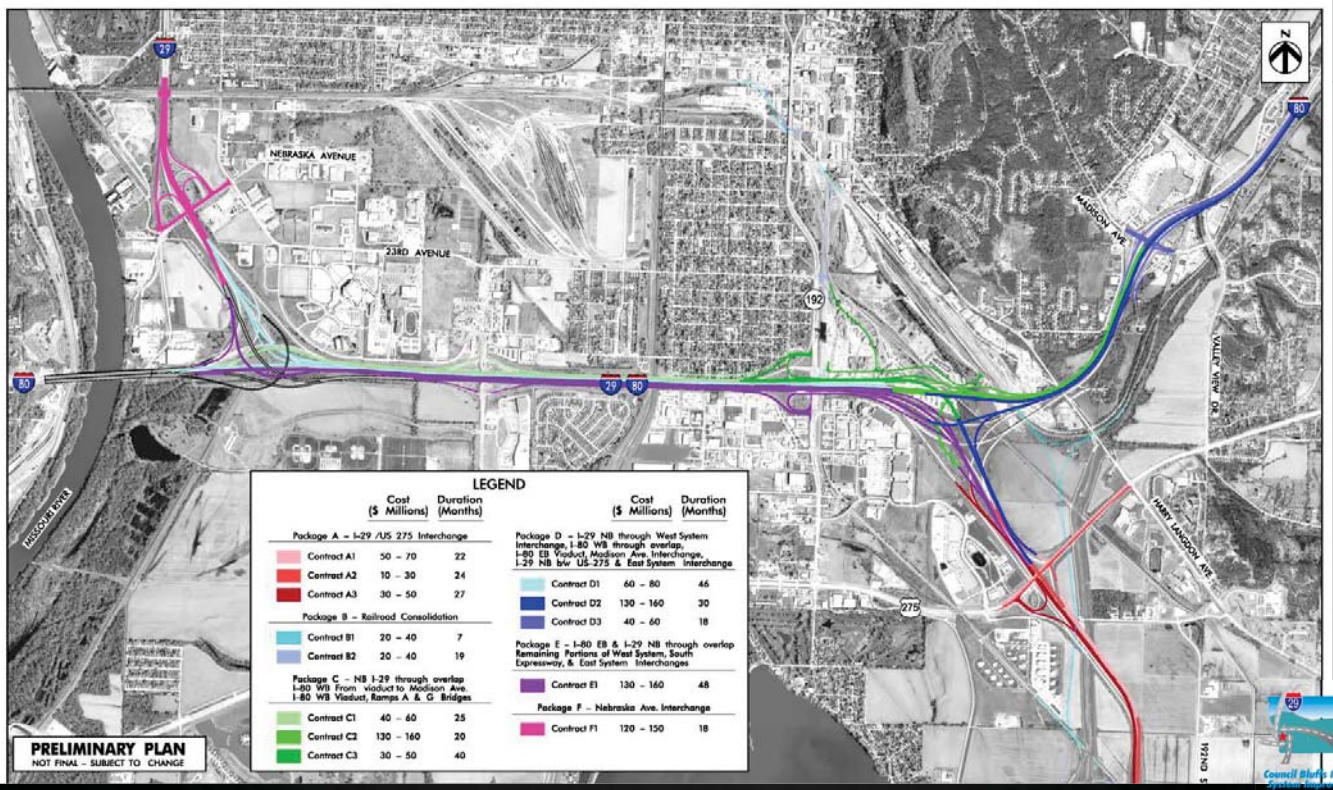 29
N
80
NEBRASKA AVENUE
MADISON AVE.
23RD AVENUE
192
VALLEY VIEW DR.
80
29 80
MISSOURI RIVER
HARRY LANGDON AVE.
275
192ND S
LEGEND
Cost ($ Millions) Duration (Months)
Package A - I-29 /US 275 Interchange
Contract A1 50 - 70 22
Contract A2 10 - 30 24
Contract A3 30 - 50 27
Package B - Railroad Consolidation
Contract B1 20 - 40 7
Contract B2 20 - 40 19
Package C - NB I-29 through overlap
I-80 WB From viaduct to Madison Ave.
I-80 WB Viaduct, Ramps A & G Bridges
Contract C1 40 - 60 25
Contract C2 130 - 160 20
Contract C3 30 - 50 40
Cost ($ Millions) Duration (Months)
Package D - I-29 NB through West System
Interchange, I-80 WB through overlap,
I-80 EB Viaduct, Madison Ave. Interchange,
I-29 NB b/w US-275 & East System Interchange
Contract D1 60 - 80 46
Contract D2 130 - 160 30
Contract D3 40 - 60 18
Package E - I-80 EB & I-29 NB through overlap
Remaining Portions of West System, South
Expressway, & East System Interchanges
Contract E1 130 - 160 48
Package F - Nebraska Ave. Interchange
Contract F1 120 - 150 18
PRELIMINARY PLAN
NOT FINAL - SUBJECT TO CHANGE
29
Council Bluffs I
System Impro